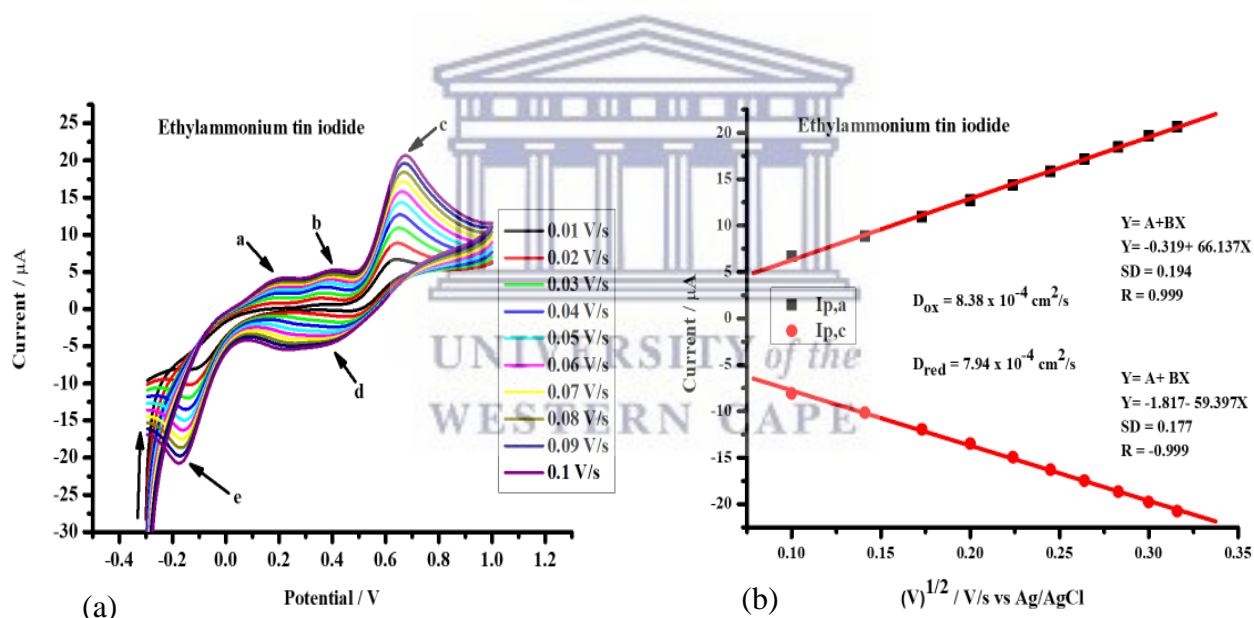 Ethylammonium tin iodide
25
20
15
10
5
0
-5
-10
-15
-20
-25
-30
Current / μA
a
b
c
d
e
0.01 V/s
0.02 V/s
0.03 V/s
0.04 V/s
0.05 V/s
0.06 V/s
0.07 V/s
0.08 V/s
0.09 V/s
0.1 V/s
-0.4 -0.2 0.0 0.2 0.4 0.6 0.8 1.0 1.2
Potential / V
(a)
Ethylammonium tin iodide
20
15
10
5
0
-5
-10
-15
-20
Current / μA
Y= A+BX
Y= -0.319+ 66.137X
SD = 0.194
R = 0.999
Ip,a
Ip,c
D_ox = 8.38 x 10^-4 cm^2/s
D_red = 7.94 x 10^-4 cm^2/s
Y= A+ BX
Y= -1.817- 59.397X
SD = 0.177
R = -0.999
0.10 0.15 0.20 0.25 0.30 0.35
(V)^1/2 / V/s vs Ag/AgCl
(b)
UNIVERSITY of the
WESTERN CAPE